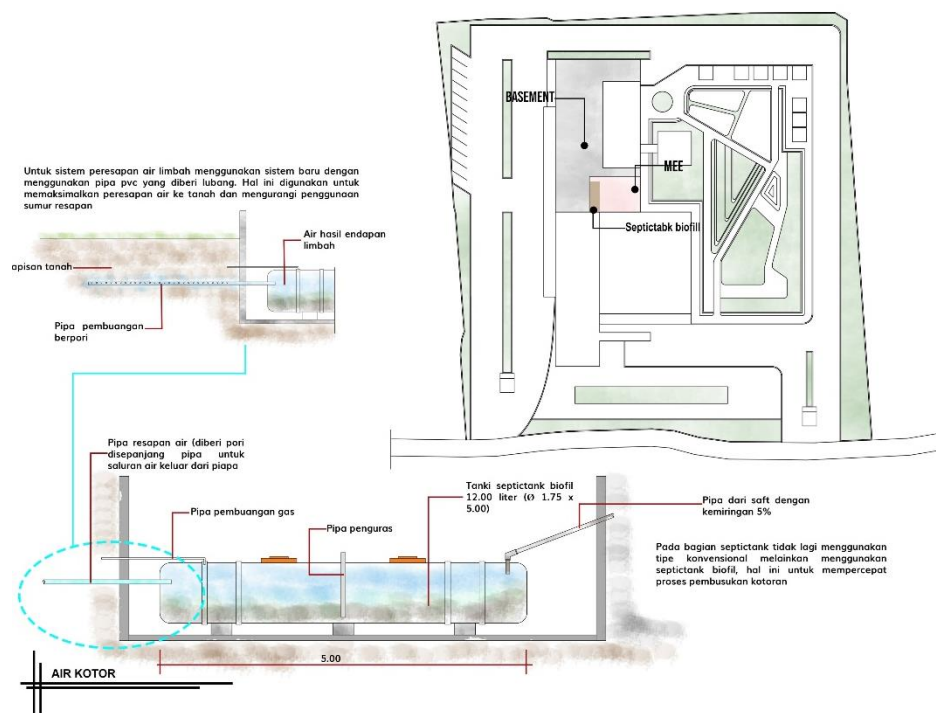 BASEMENT
MEE
Septictabk biofill
Untuk sistem peresapan air limbah menggunakan sistem baru dengan
menggunakan pipa pvc yang diberi lubang. Hal ini digunakan untuk
memaksimalkan peresapan air ke tanah dan mengurangi penggunaan
sumur resapan
Air hasil endapan
limbah
apisan tanah
Pipa pembuangan
berpori
Pipa resapan air (diberi pori
disepanjang pipa untuk
saluran air keluar dari piapa
Pipa pembuangan gas
Pipa penguras
Tanki septictank biofil
12.00 liter (Ø 1.75 x
5.00)
Pipa dari saft dengan
kemiringan 5%
Pada bagian septictank tidak lagi menggunakan
tipe konvensional melainkan menggunakan
septictank biofil, hal ini untuk mempercepat
proses pembusukan kotoran
5.00
AIR KOTOR